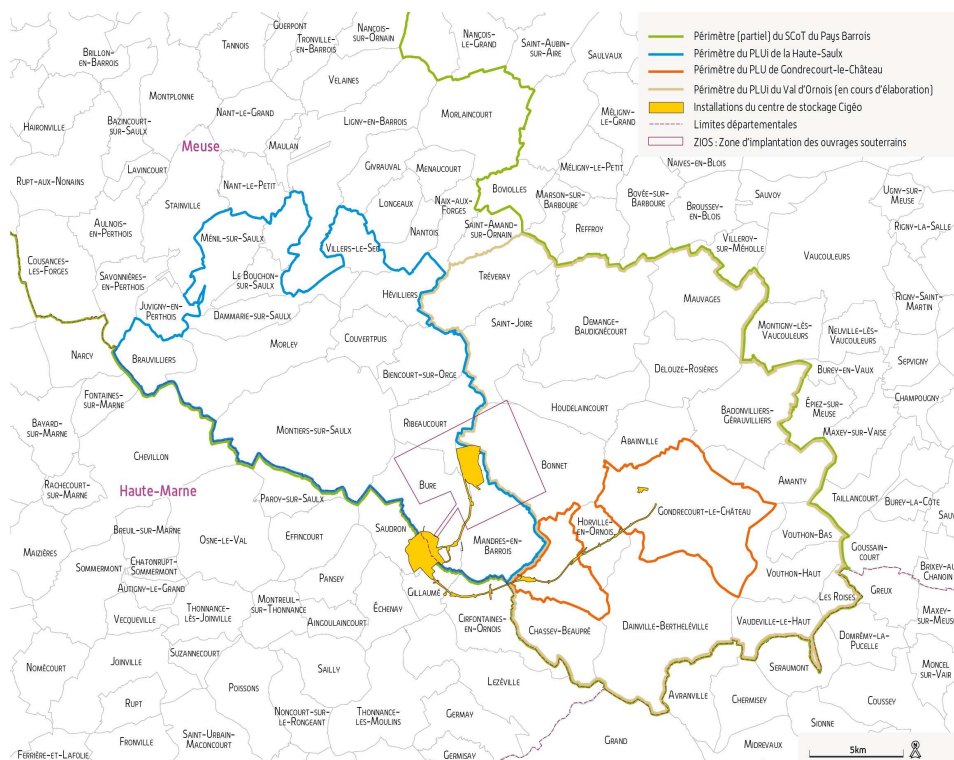 Périmètre (partiel) du SCoT du Pays Barrois
Périmètre du PLUi de la Haute-Saulx
Périmètre du PLU de Gondrecourt-le-Château
Périmètre du PLUi du Val d'Ornois (en cours d'élaboration)
Installations du centre de stockage Cigéo
Limites départementales
ZIOS : Zone d'implantation des ouvrages souterrains
Guerpont
Nançois-
sur-Ornain
Nançois-
le-Grand
Tannois
Tronville-
en-Barrois
Saint-Aubin
sur-Aire
Saulvaux
Brillon-
en-Barrois
Velaines
Montplonne
Nant-le-Grand
Morlaincourt
Méligny-
le-Grand
Haironville
Bazincourt-
sur-Saulx
Ligny-en-Barrois
Meuse
Maulan
Lavincourt
Givrauval
Menaucourt
Méligny-le-Petit
Naives-en-Blois
Rupt-aux-Nonains
Nant-le-Petit
Boviolles
Marson-sur-
Barboure
Bovée-sur-
Barboure
Sauvoy
Ugny-sur-
Meuse
Stainville
Longeaux
Naix-aux-
Forges
Broussey-
en-Blois
Aulnois-
en-Perthois
Saint-Amand
sur-Ornain
Reffroy
Rigny-la-Salle
Ménil-sur-Saulx
Villers-le-Sec
Nantois
Villeroy-
sur-Méholle
Vaucouleurs
Cousances-
les-Forges
Savonnières-
en-Perthois
Le Bouchon-
sur-Saulx
Tréveray
Juvigny-en-
Perthois
Hévilliers
Mauvages
Rigny-Saint-
Martin
Dammarie-sur-Saulx
Saint-Joire
Demange-
Baudignécourt
Montigny-lès-
Vaucouleurs
Neuville-lès-
Vaucouleurs
Narcy
Brauvilliers
Morley
Couvertpuis
Sepvigny
Biencourt-sur-Orge
Delouze-Rosières
Burey-en-Vaux
Fontaines-
sur-Marne
Houdelaincourt
Badonvilliers-
Gérauvilliers
Épiez-sur-
Meuse
Champougny
Bayard-
sur-Marne
Montiers-sur-Saulx
Ribeaucourt
Maxey-sur-Vaise
Abainville
Chevillon
Bonnet
Rachecourt-
sur-Marne
Haute-Marne
Bure
Amanty
Taillancourt
Burey-la-Côte
Paroy-sur-Saulx
Gondrecourt-le-Château
Breuil-sur-Marne
Saudron
Horville-
en-Ornois
Maizières
Osne-le-Val
Effincourt
Mandres-en-
Barrois
Vouthon-Bas
Goussain-
court
Sommermont
Chatonrupt-
Sommermont
Pansey
Vouthon-Haut
Autigny-le-Grand
Gillaumé
Les Roises
Greux
Vecqueville
Thonnance-
lès-Joinville
Montreuil-
sur-Thonnance
Échenay
Cirfontaines-
en-Ornois
Chassey-Beaupré
Dainville-Bertheléville
Vaudeville-le-Haut
Maxey-
sur-Meuse
Aingoulaincourt
Domrémy-la-
Pucelle
Nomécourt
Joinville
Suzannecourt
Sailly
Seraumont
Moncel
sur-Vair
Poissons
Lezéville
Avranville
Chermisey
Coussey
Rupt
Noncourt-sur-
le-Rongeant
Thonnance-
les-Moulins
Germay
Sionne
Fronville
Saint-Urbain-
Maconcourt
Grand
Midrevaux
Ferrière-et-Lafolie
Germisay
5km
N